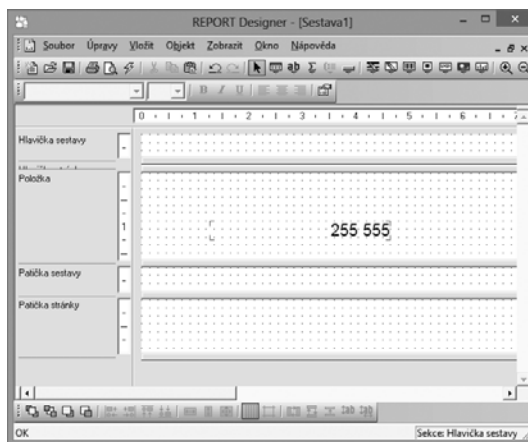 REPORT Designer - [Sestava1]
Soubor Úpravy Vložit Objekt Zobrazit Okno Nápověda
B I U
0 1 2 3 4 5 6 7
Hlavička sestavy
Položka
1
255 555
Patička sestavy
Patička stránky
OK
Sekce: Hlavička sestavy